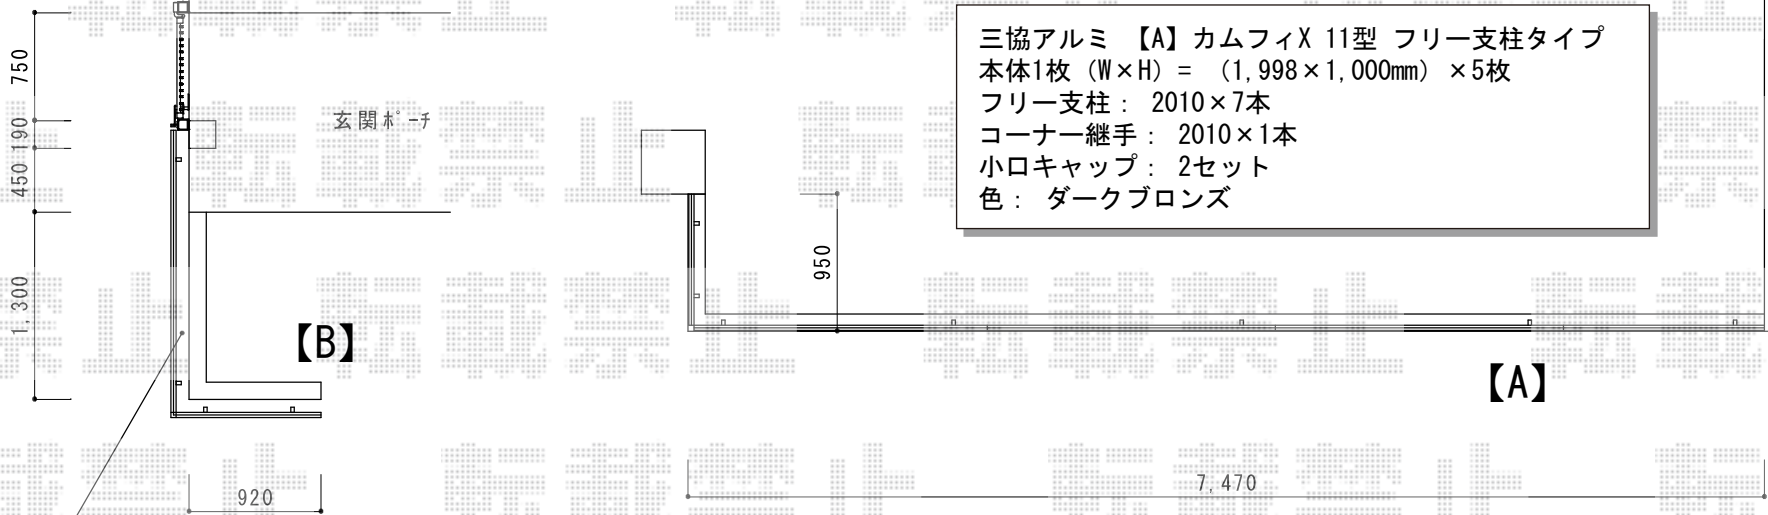 三協アルミ 【A】カムフィX 11型 フリー支柱タイプ
本体1枚 (W×H) = (1,998×1,000mm) ×5枚
フリー支柱： 2010×7本
コーナー継手： 2010×1本
小口キャップ： 2セット
色： ダークブロンズ
750
190
450
1,300
玄関ポーチ
【B】
920
950
【A】
7,470
転載禁止